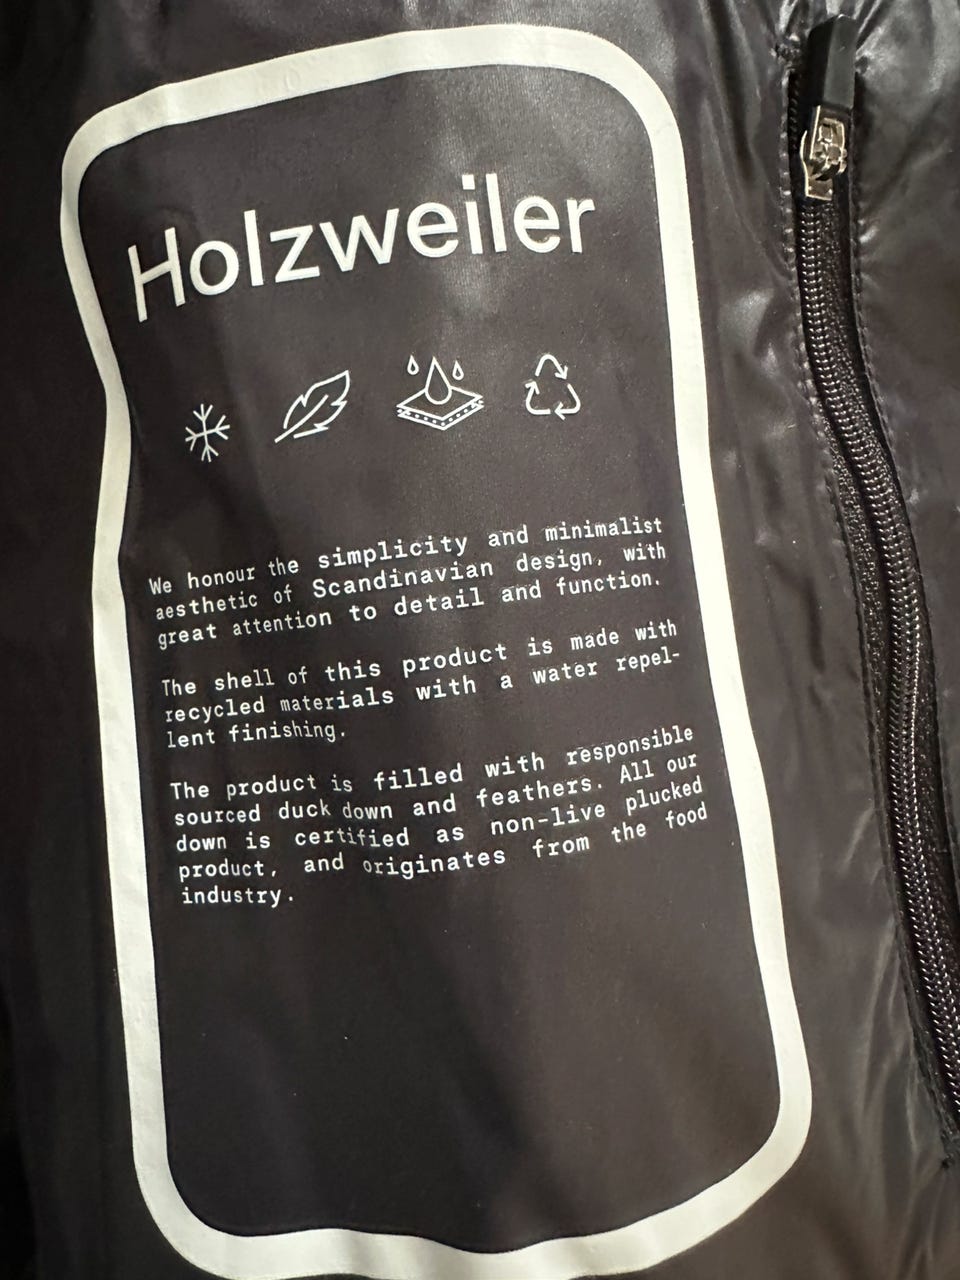 Holzweiler
We honour the simplicity and minimalist
aesthetic of Scandinavian design, with
great attention to detail and function.
The shell of this product is made with
recycled materials with a water repel-
lent finishing.
The product is filled with responsible
sourced duck down and feathers. All our
down is certified as non-live plucked
product, and originates from the food
industry.